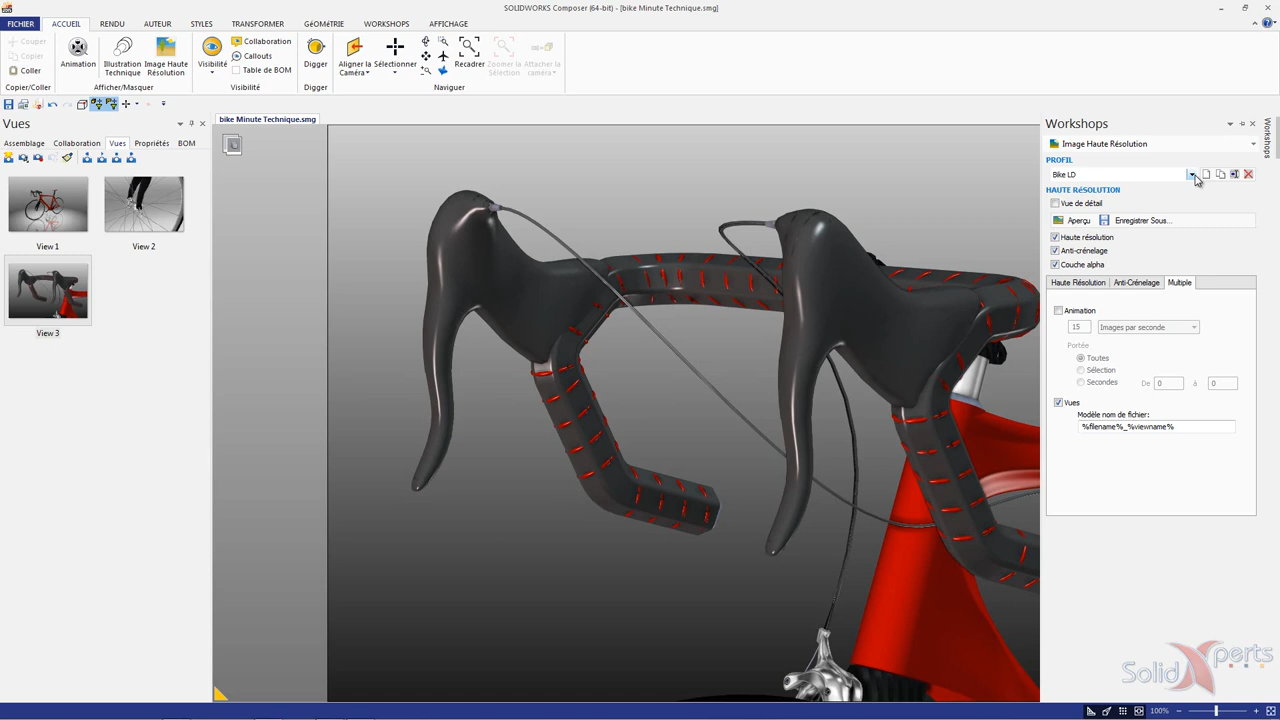 SOLIDWORKS Composer (64-bit) - [bike Minute Technique.smg]
FICHIER ACCUEIL RENDU AUTEUR STYLES TRANSFORMER GéOMéTRIE WORKSHOPS AFFICHAGE
Couper
Copier
Coller
Copier/Coller
Animation
Illustration Technique
Image Haute Résolution
Afficher/Masquer
Visibilité
Collaboration
Callouts
Table de BOM
Visibilité
Digger
Digger
Aligner la Caméra
Sélectionner
Recadrer
Zoomer la Sélection
Attacher la caméra
Naviguer
Vues
Assemblage Collaboration Vues Propriétés BOM
View 1
View 2
View 3
bike Minute Technique.smg
Workshops
Workshops
Image Haute Résolution
PROFIL
Bike LD
HAUTE RéSOLUTION
Vue de détail
Aperçu Enregistrer Sous...
Haute résolution
Anti-crénelage
Couche alpha
Haute Résolution Anti-Crénelage Multiple
Animation
15 Images par seconde
Portée
Toutes
Sélection
Secondes De 0 à 0
Vues
Modèle nom de fichier:
%filename%_%viewname%
SolidXperts
100%